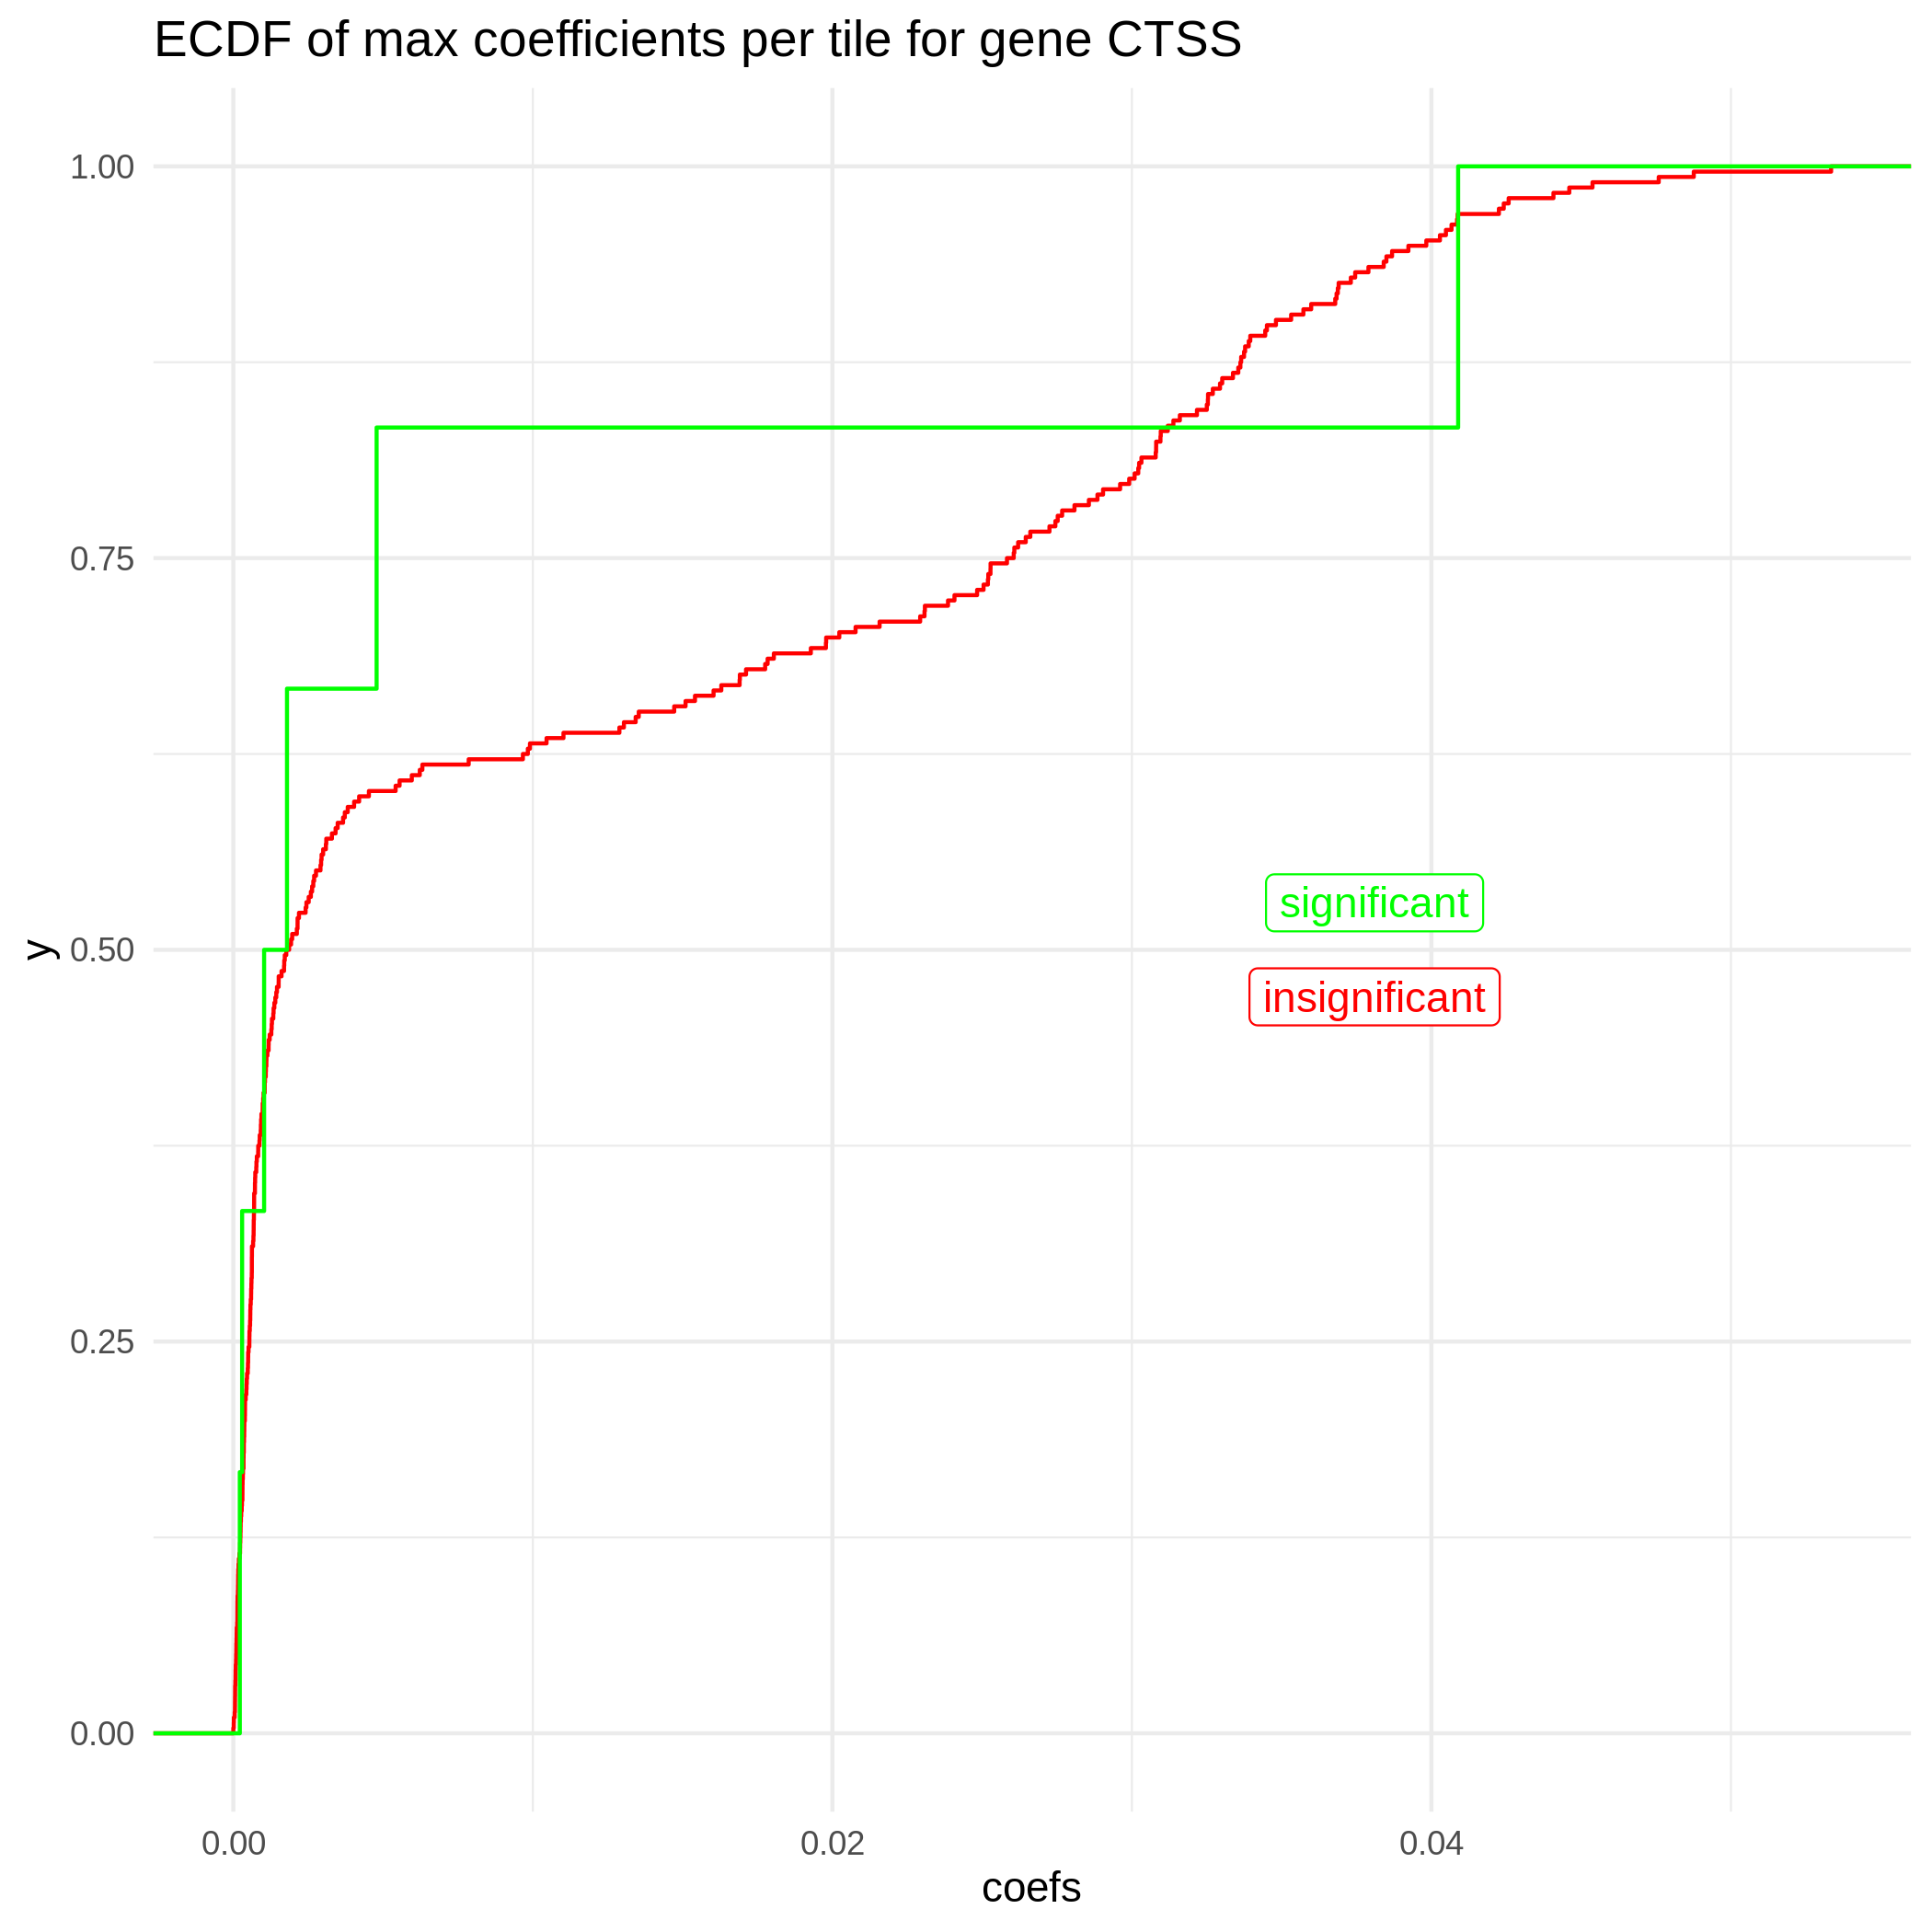 ECDF of max coefficients per tile for gene CTSS
1.00
0.75
0.50
0.25
0.00
y
significant
insignificant
0.00 0.02 0.04
coefs